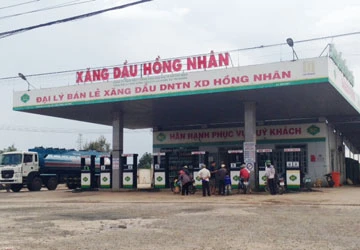 XĂNG DẦU HỒNG NHÂN
ĐẠI LÝ BÁN LẺ XĂNG DẦU DNTN XD HỒNG NHÂN
HÂN HẠNH PHỤC VỤ QUÝ KHÁCH